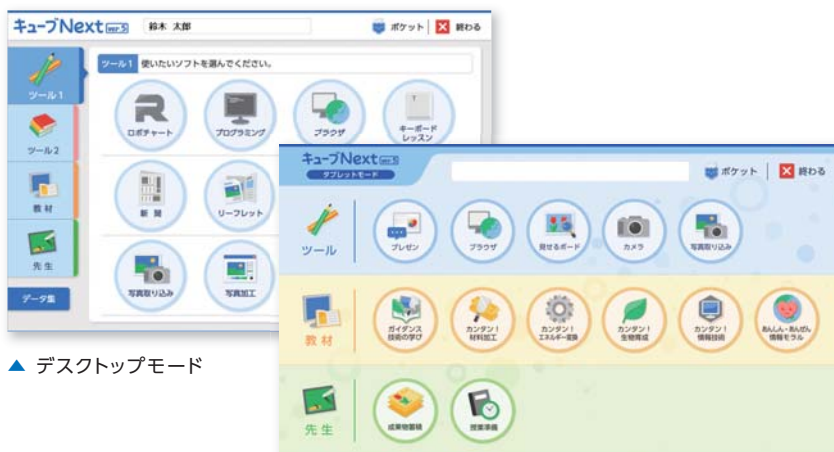 キューブNext ver.5
鈴木 太郎
ポケット
終わる
ツール1
ツール2
教材
先生
データ集
ツール1 使いたいソフトを選んでください。
ロボチャート
プログラミング
ブラウザ
キーボード
レッスン
新聞
リーフレット
写真取り込み
写真加工
▲ デスクトップモード
キューブNext ver.5
タブレットモード
ポケット
終わる
ツール
プレゼン
ブラウザ
見せるボード
カメラ
写真取り込み
教材
ガイダンス
技術の学び
カンタン!
材料加工
カンタン!
エネルギー変換
カンタン!
生物育成
カンタン!
情報技術
あんしん・あんぜん
情報モラル
先生
成果物蓄積
授業準備